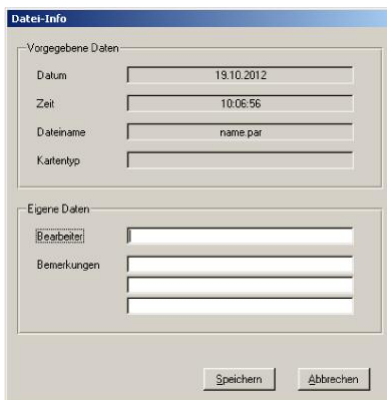 Datei-Info
Vorgegebene Daten
Datum 19.10.2012
Zeit 10:06:56
Dateiname name.par
Kartentyp
Eigene Daten
Bearbeiter
Bemerkungen
Speichern Abbrechen